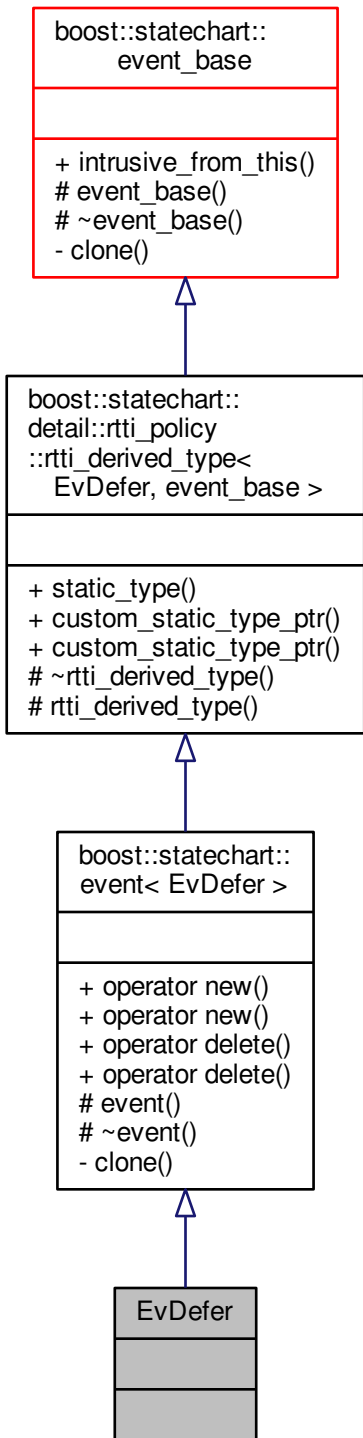 boost::statechart::
event_base
+ intrusive_from_this()
# event_base()
# ~event_base()
- clone()
boost::statechart::
detail::rtti_policy
::rtti_derived_type<
EvDefer, event_base >
+ static_type()
+ custom_static_type_ptr()
+ custom_static_type_ptr()
# ~rtti_derived_type()
# rtti_derived_type()
boost::statechart::
event< EvDefer >
+ operator new()
+ operator new()
+ operator delete()
+ operator delete()
# event()
# ~event()
- clone()
EvDefer